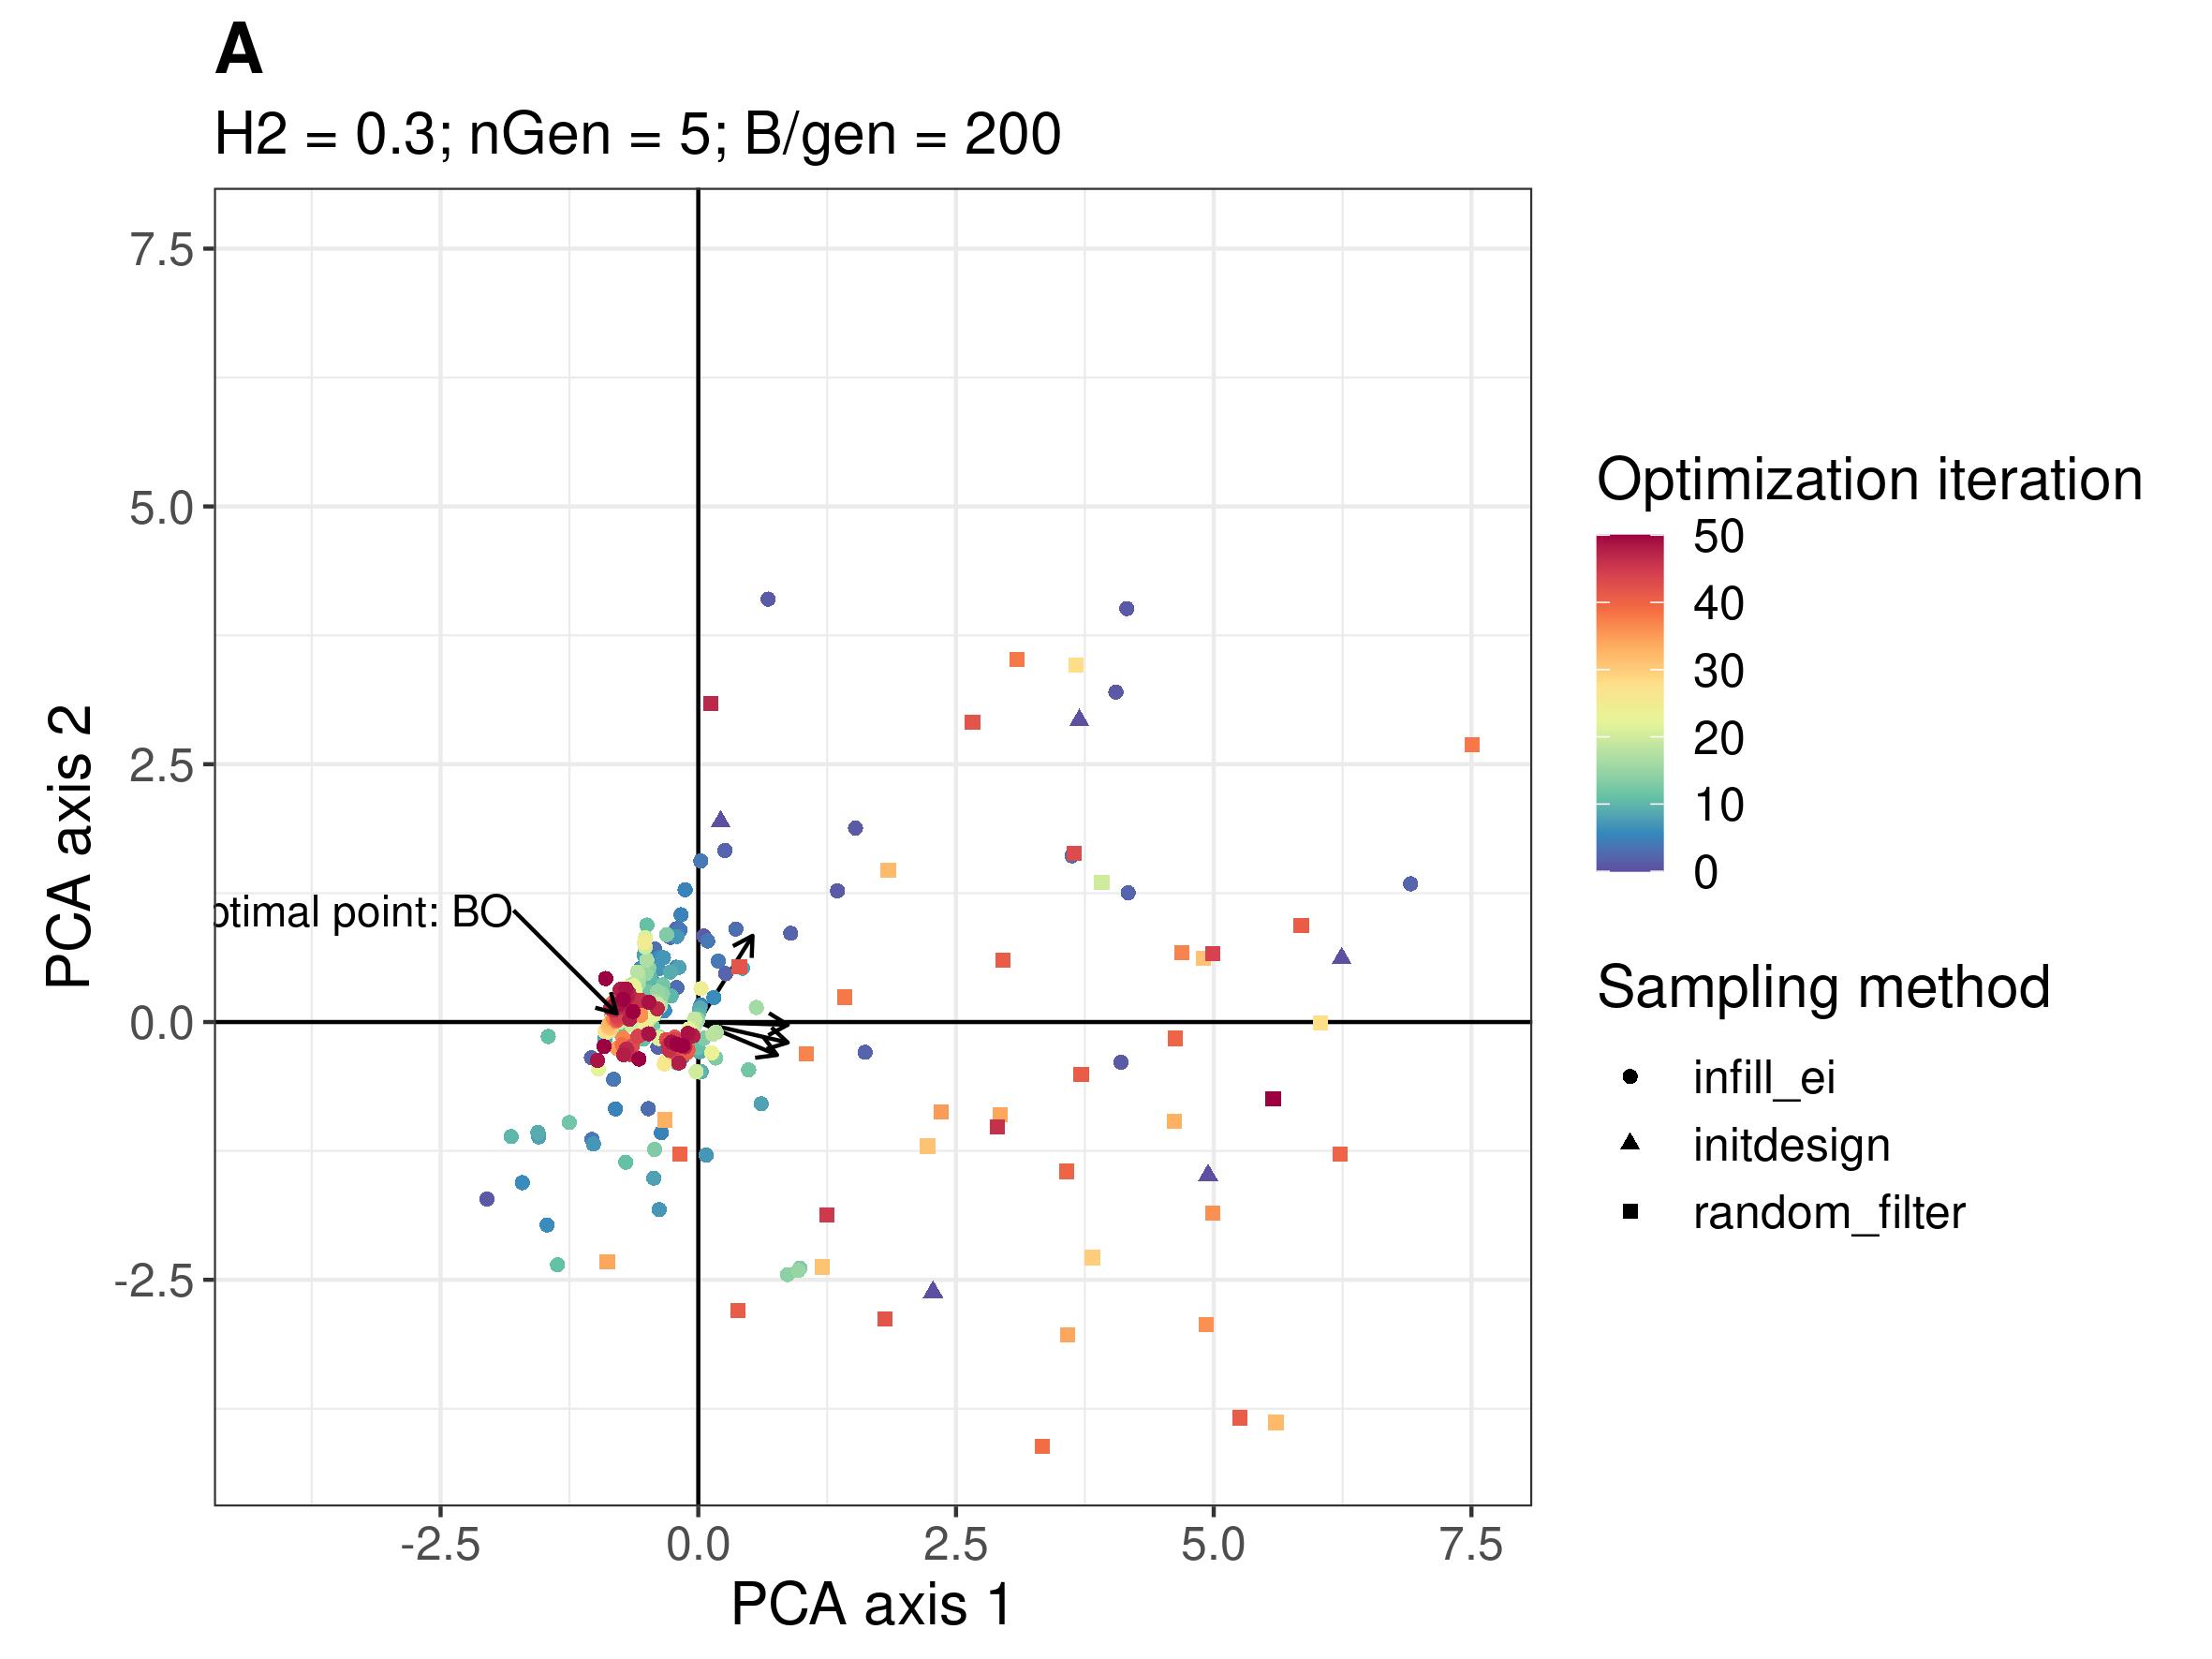 A
H2 = 0.3; nGen = 5; B/gen = 200
PCA axis 2
7.5
5.0
2.5
0.0
-2.5
ptimal point: BO
-2.5
0.0
2.5
5.0
7.5
PCA axis 1
Optimization iteration
50
40
30
20
10
0
Sampling method
infill_ei
initdesign
random_filter